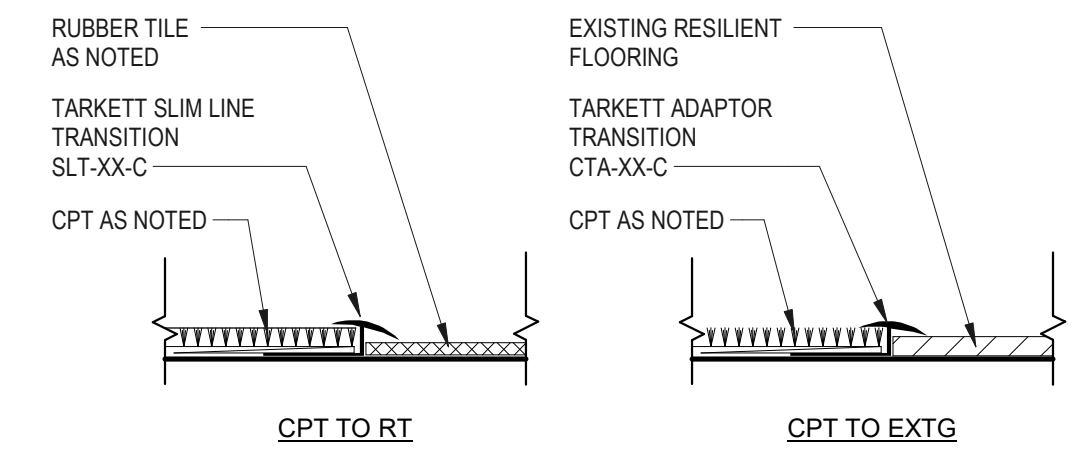 RUBBER TILE
AS NOTED
TARKETT SLIM LINE
TRANSITION
SLT-XX-C
CPT AS NOTED
CPT TO RT
EXISTING RESILIENT
FLOORING
TARKETT ADAPTOR
TRANSITION
CTA-XX-C
CPT AS NOTED
CPT TO EXTG